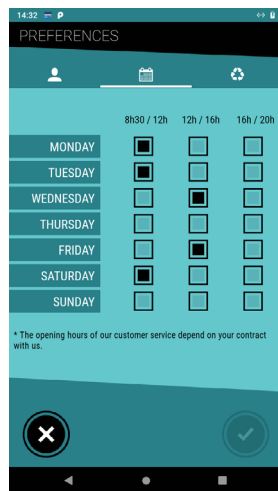 14:32
PREFERENCES
8h30 / 12h 12h / 16h 16h / 20h
MONDAY
TUESDAY
WEDNESDAY
THURSDAY
FRIDAY
SATURDAY
SUNDAY
* The opening hours of our customer service depend on your contract
with us.